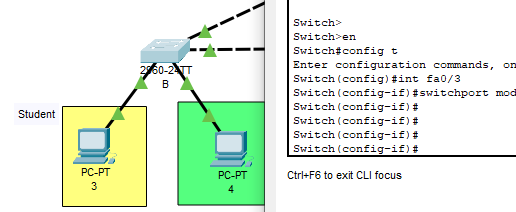 2960-24TT
B
Student
PC-PT
3
PC-PT
4
Switch>
Switch>en
Switch#config t
Enter configuration commands, on
Switch(config)#int fa0/3
Switch(config-if)#switchport mod
Switch(config-if)#
Switch(config-if)#
Switch(config-if)#
Switch(config-if)#
Ctrl+F6 to exit CLI focus